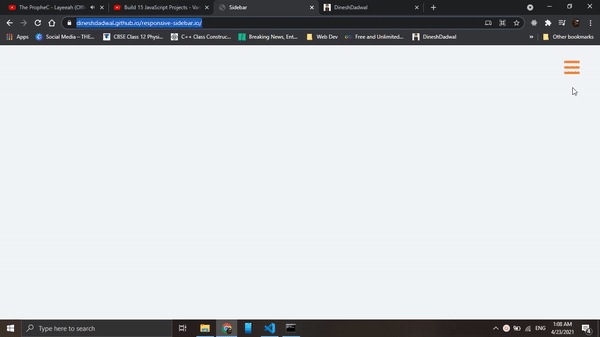 The PropheC - Layeeah (Offi
Build 15 JavaScript Projects - Van
Sidebar
DineshDadwal
dineshdadwal.github.io/responsive-sidebar.io/
Apps
Social Media -- THE...
CBSE Class 12 Physi...
C++ Class Construc...
Breaking News, Ent...
Web Dev
Free and Unlimited...
DineshDadwal
»
Other bookmarks
Type here to search
ENG
1:08 AM
4/23/2021
4